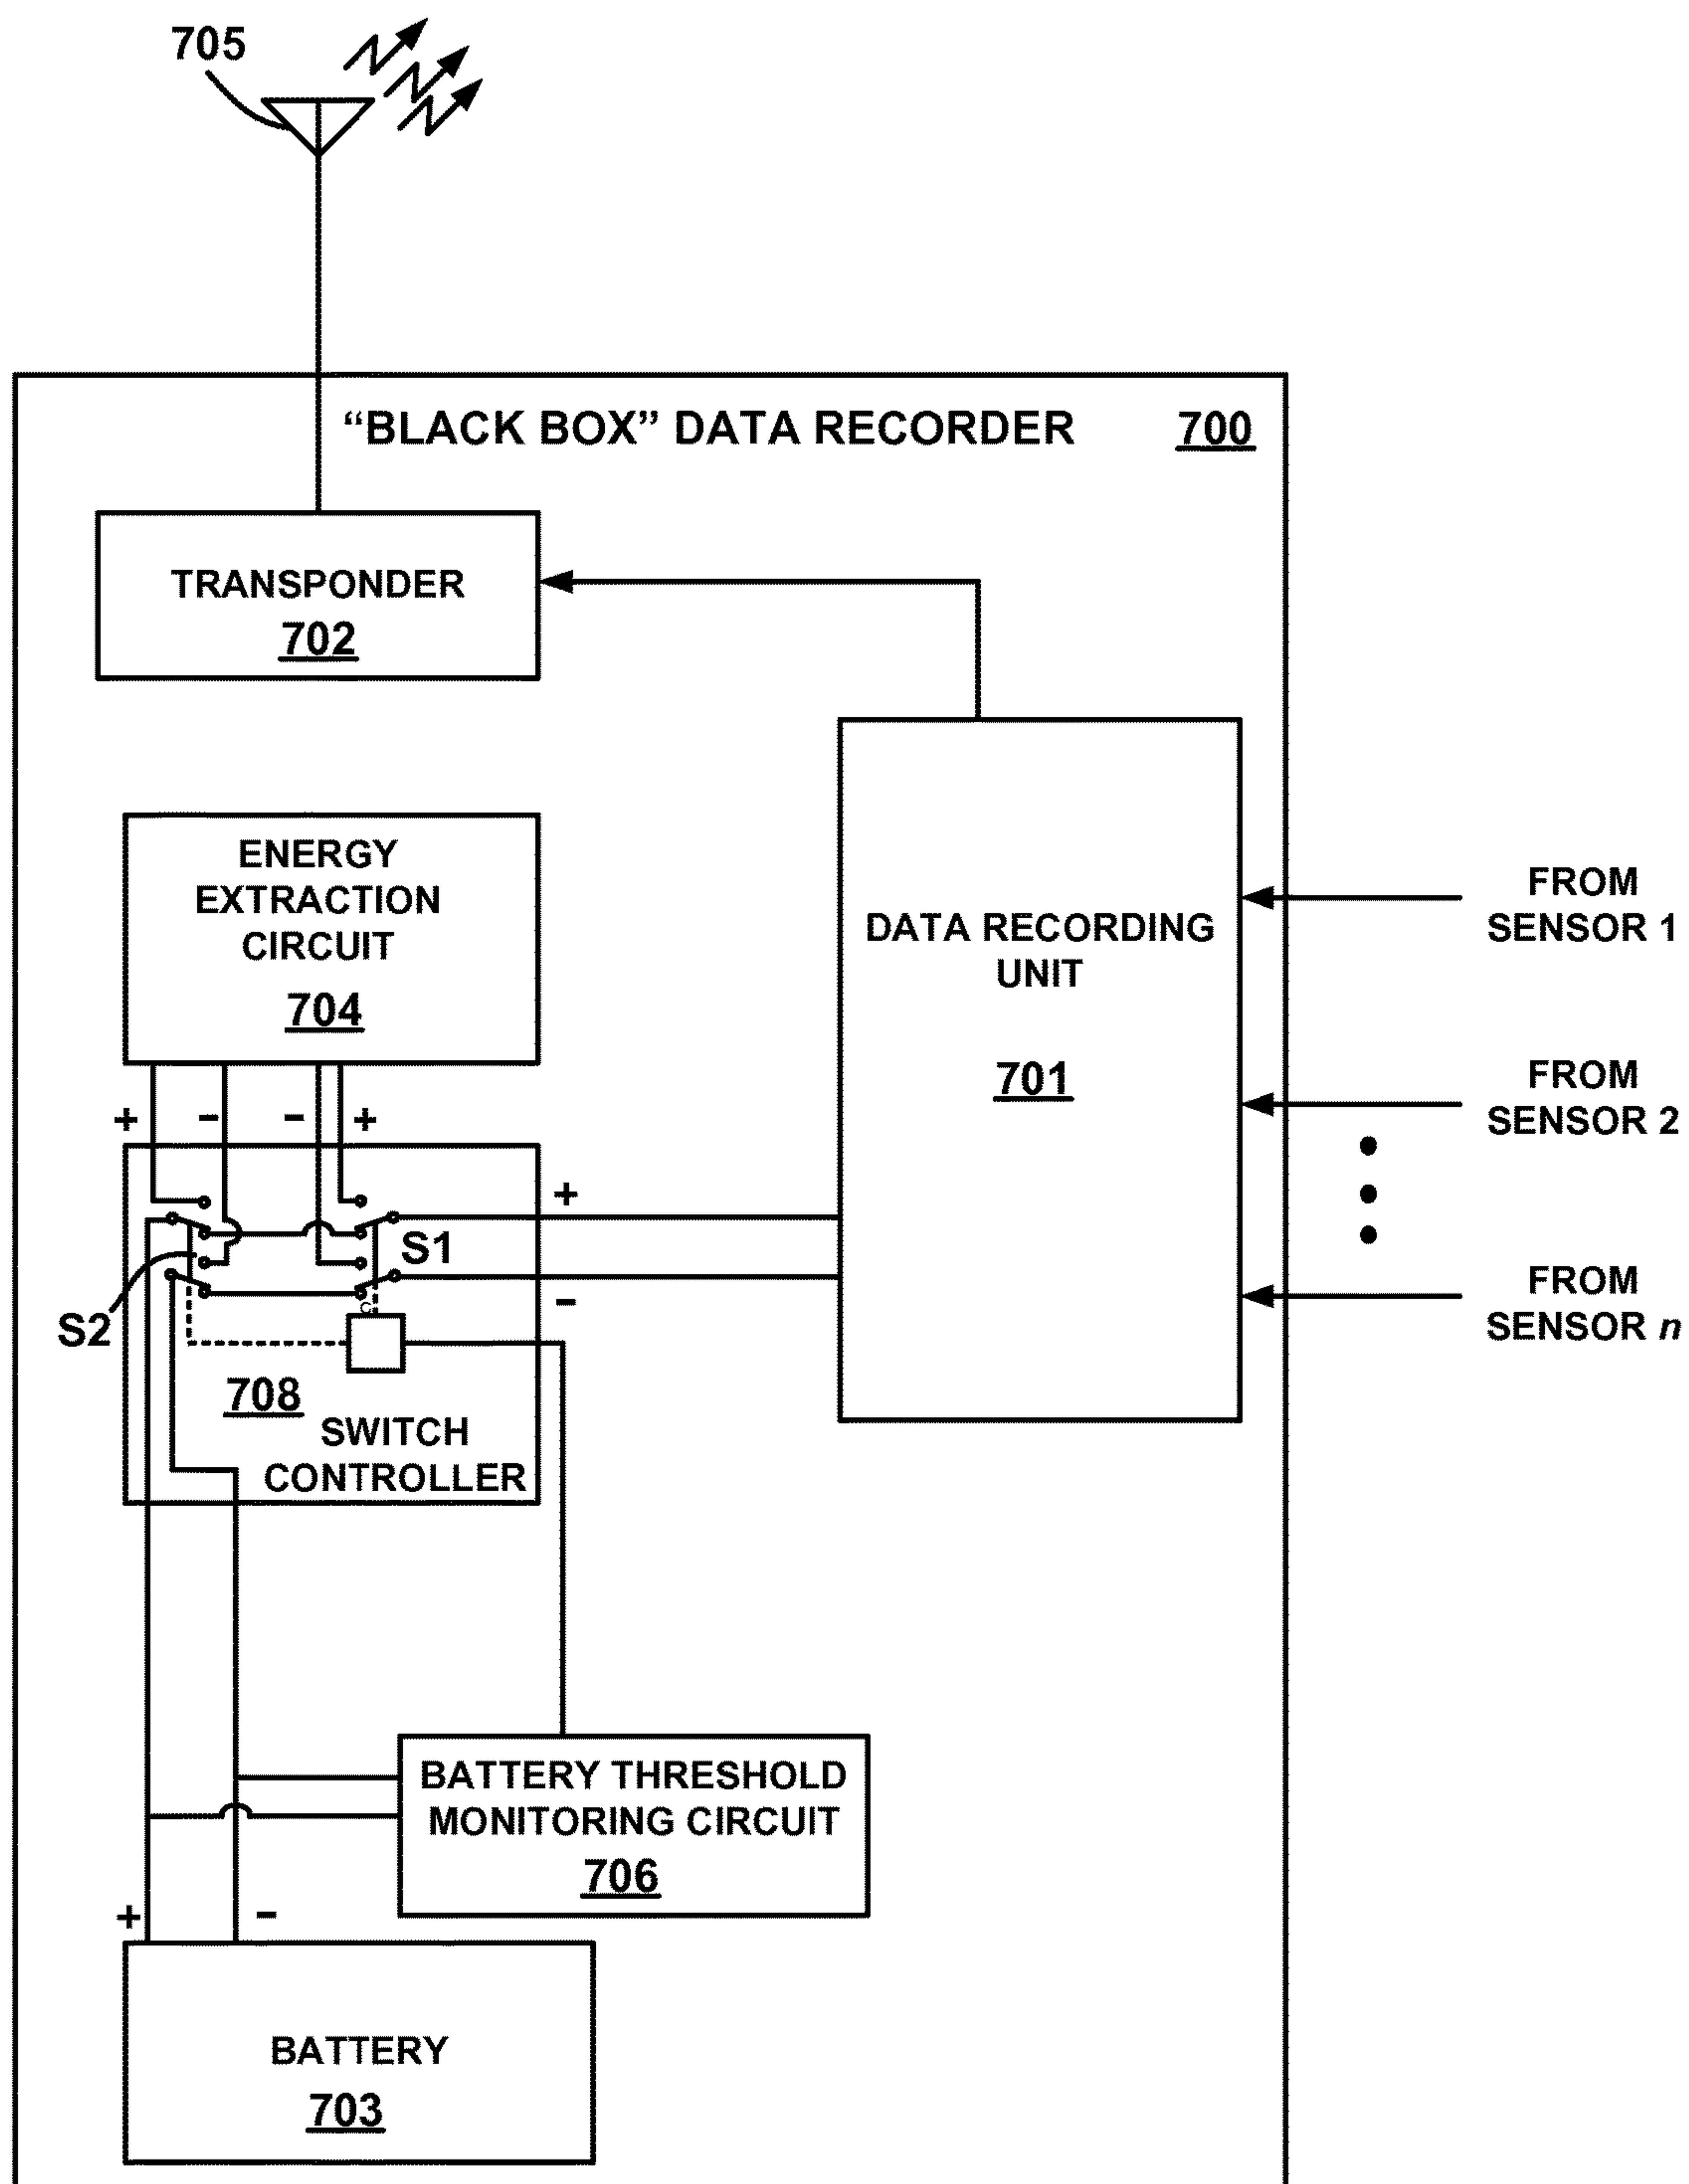 705
“BLACK BOX” DATA RECORDER 700
TRANSPONDER
702
ENERGY
EXTRACTION
CIRCUIT
704
DATA RECORDING
UNIT
701
FROM
SENSOR 1
FROM
SENSOR 2
FROM
SENSOR n
+ - - +
+
S1
-
S2
C
708
SWITCH
CONTROLLER
BATTERY THRESHOLD
MONITORING CIRCUIT
706
+ -
BATTERY
703